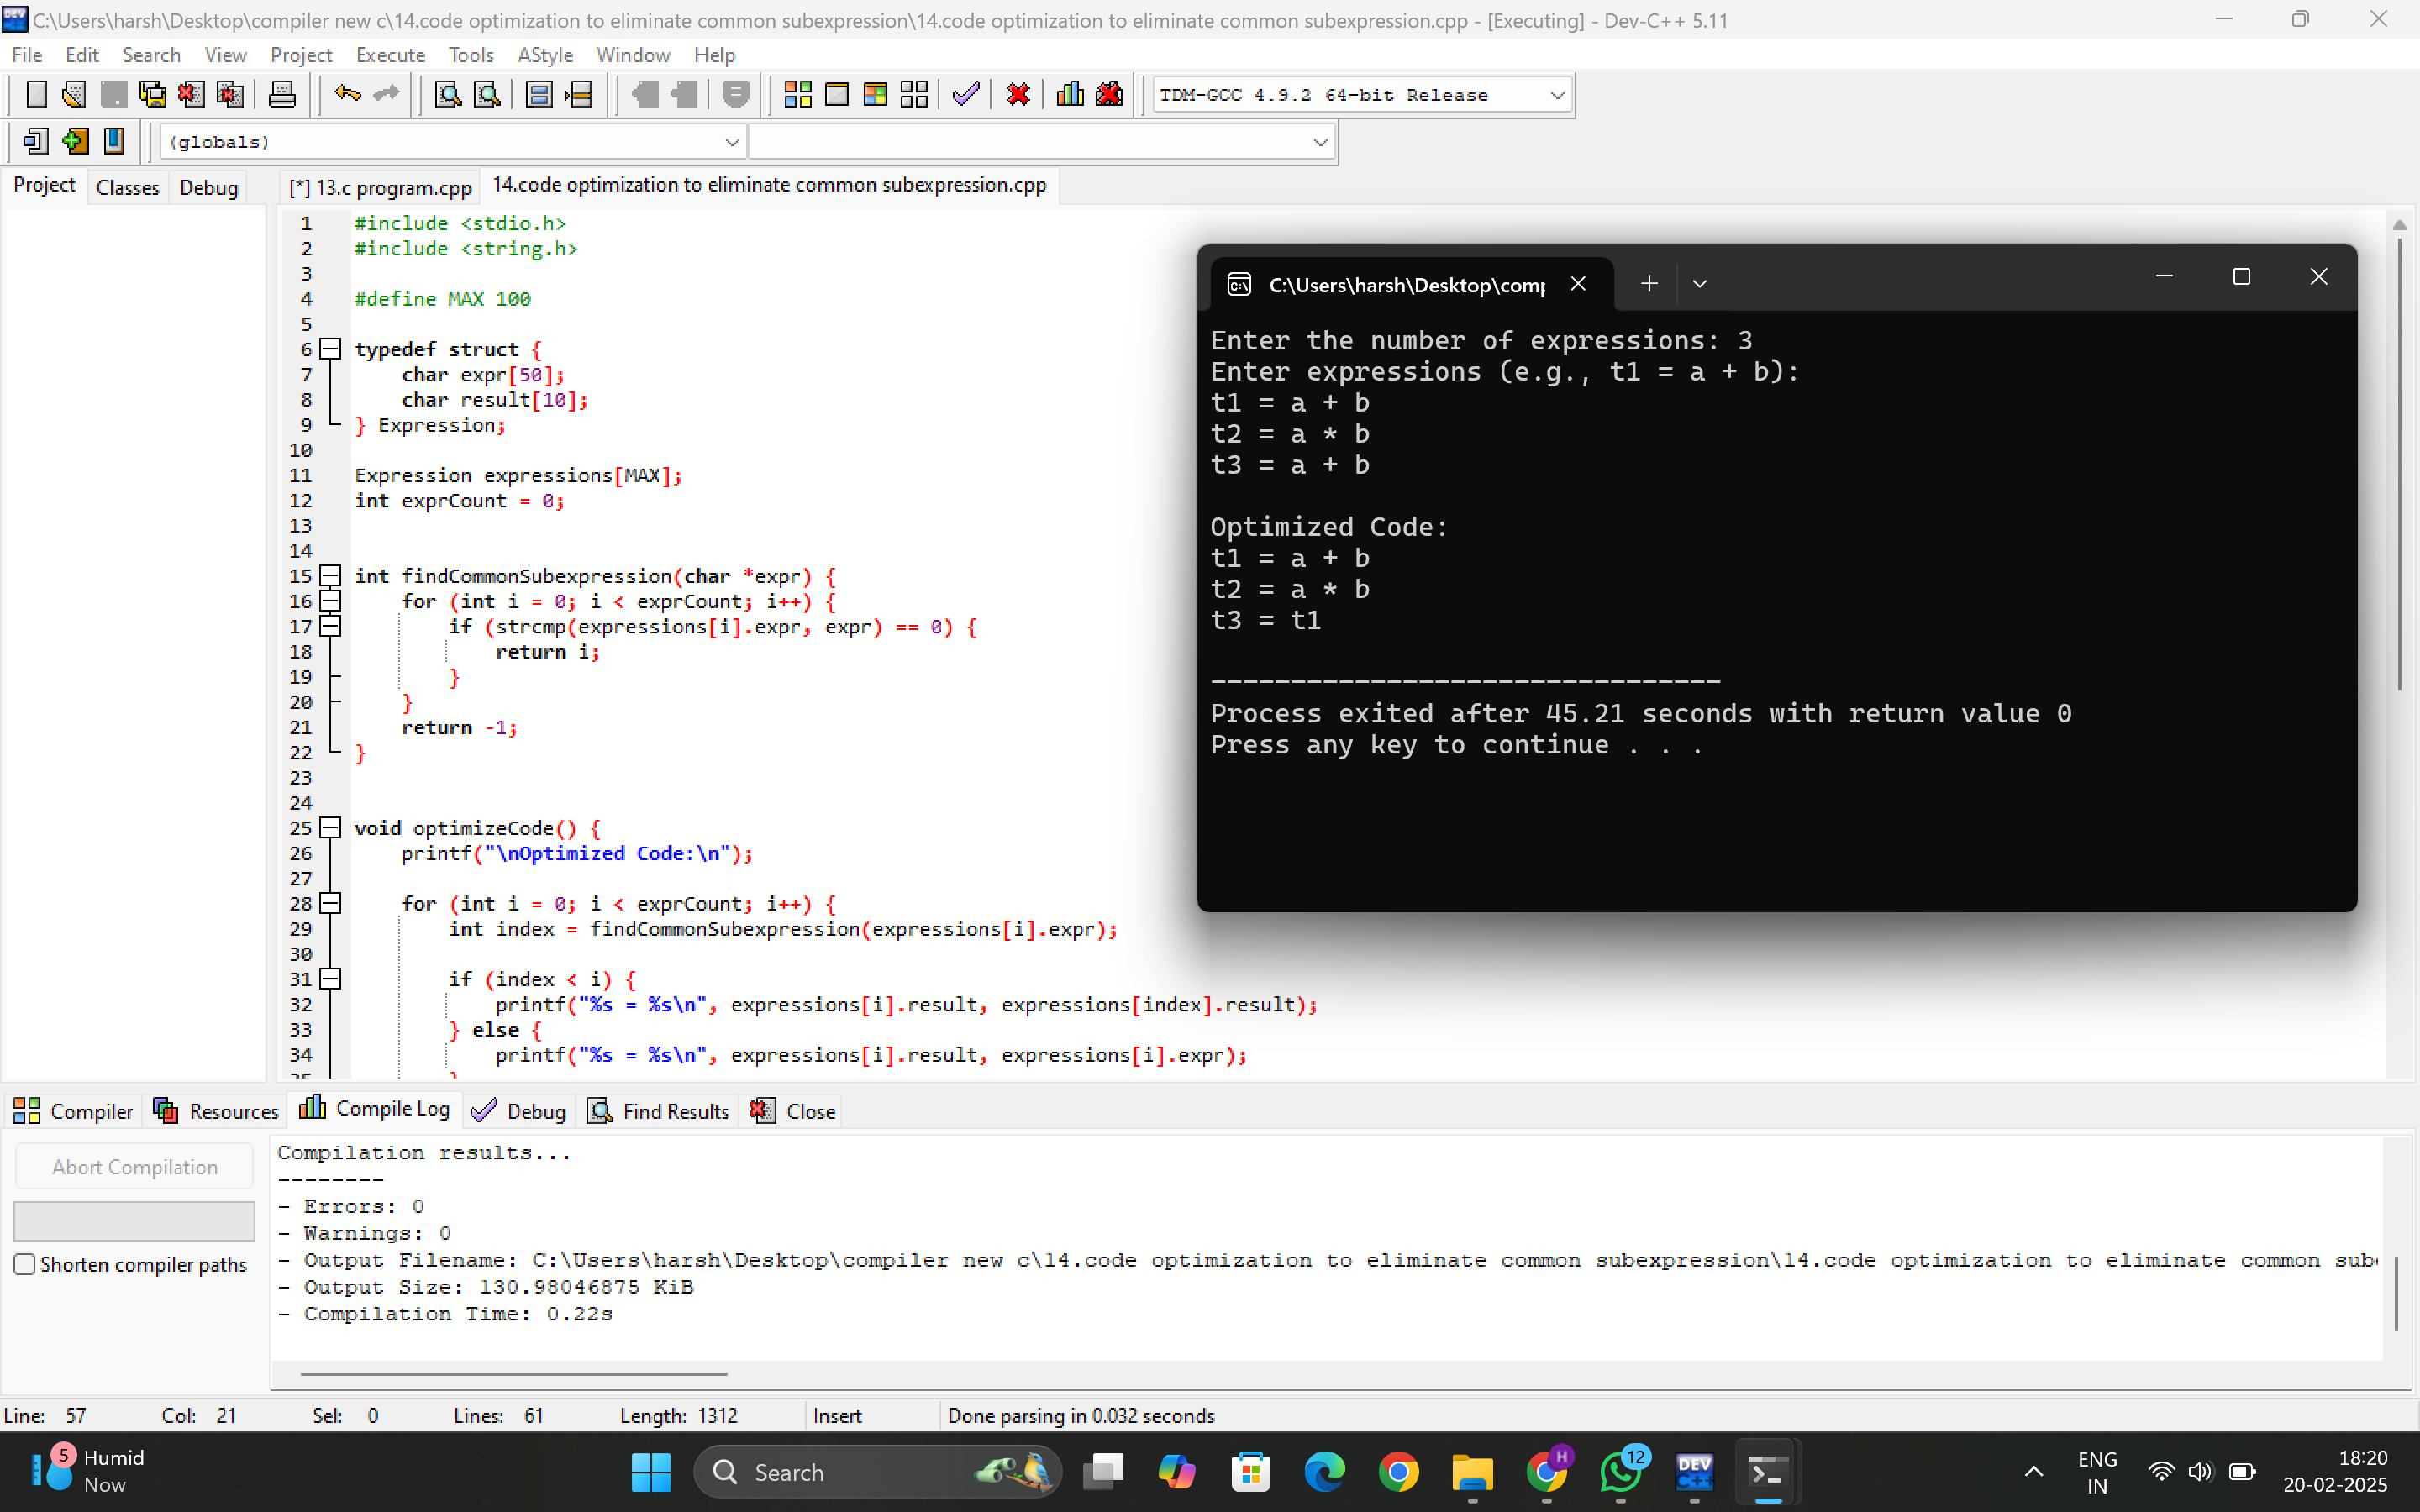 C:\Users\harsh\Desktop\compiler new c\14.code optimization to eliminate common subexpression\14.code optimization to eliminate common subexpression.cpp - [Executing] - Dev-C++ 5.11
File Edit Search View Project Execute Tools AStyle Window Help
TDM-GCC 4.9.2 64-bit Release
(globals)
Project Classes Debug
[*] 13.c program.cpp 14.code optimization to eliminate common subexpression.cpp
1 #include <stdio.h>
2 #include <string.h>
3
4 #define MAX 100
5
6 typedef struct {
7 char expr[50];
8 char result[10];
9 } Expression;
10
11 Expression expressions[MAX];
12 int exprCount = 0;
13
14
15 int findCommonSubexpression(char *expr) {
16 for (int i = 0; i < exprCount; i++) {
17 if (strcmp(expressions[i].expr, expr) == 0) {
18 return i;
19 }
20 }
21 return -1;
22 }
23
24
25 void optimizeCode() {
26 printf("\nOptimized Code:\n");
27
28 for (int i = 0; i < exprCount; i++) {
29 int index = findCommonSubexpression(expressions[i].expr);
30
31 if (index < i) {
32 printf("%s = %s\n", expressions[i].result, expressions[index].result);
33 } else {
34 printf("%s = %s\n", expressions[i].result, expressions[i].expr);
C:\Users\harsh\Desktop\comp
Enter the number of expressions: 3
Enter expressions (e.g., t1 = a + b):
t1 = a + b
t2 = a * b
t3 = a + b
Optimized Code:
t1 = a + b
t2 = a * b
t3 = t1
--------------------------------
Process exited after 45.21 seconds with return value 0
Press any key to continue . . .
Compiler Resources Compile Log Debug Find Results Close
Abort Compilation
Shorten compiler paths
Compilation results...
--------
- Errors: 0
- Warnings: 0
- Output Filename: C:\Users\harsh\Desktop\compiler new c\14.code optimization to eliminate common subexpression\14.code optimization to eliminate common sub
- Output Size: 130.98046875 KiB
- Compilation Time: 0.22s
Line: 57 Col: 21 Sel: 0 Lines: 61 Length: 1312 Insert Done parsing in 0.032 seconds
5
Humid
Now
Search
H
12
DEV
C++
ENG
IN
18:20
20-02-2025